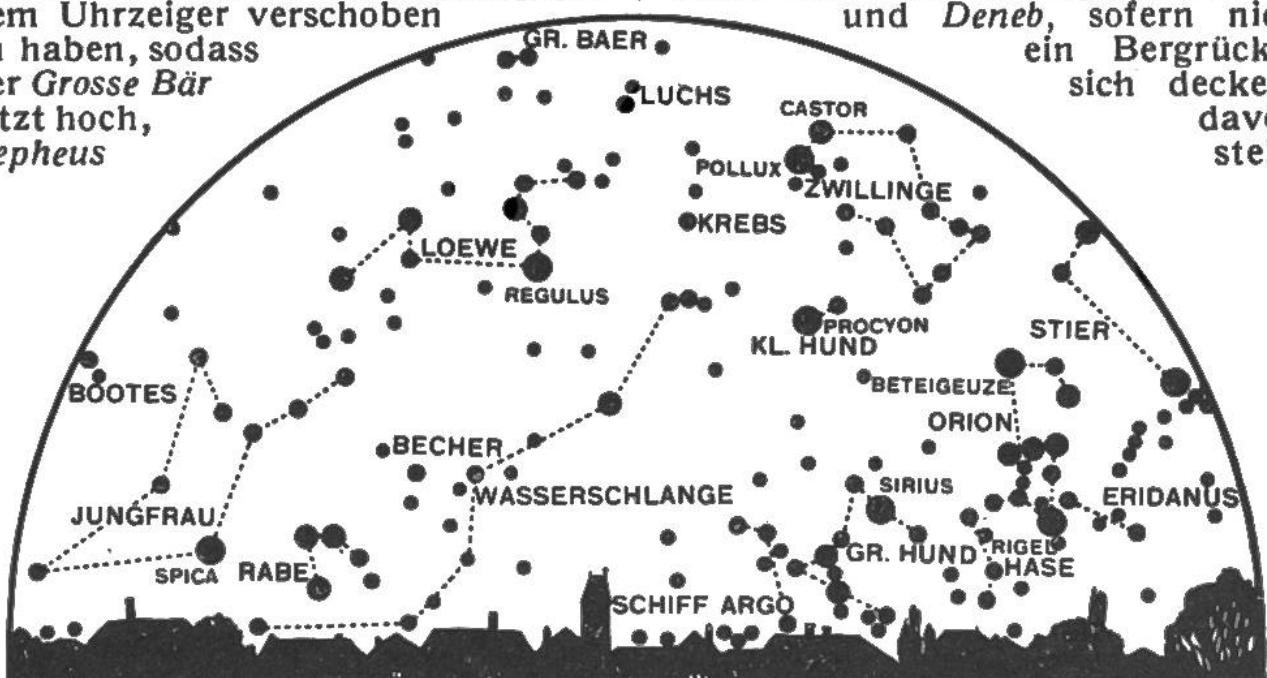 em Uhrzeiger verschoben
haben, sodass
er Grosse Bär
tzt hoch,
epheus
und Deneb, sofern
ein Bergrück
sich decke
dav
ste
GR. BAER
LUCHS
CASTOR
POLLUX
ZWILLINGE
KREBS
LOEWE
REGULUS
PROCYON
KL. HUND
STIER
BOOTES
BETEIGEUZE
ORION
BECHER
WASSERSCHLANGE
SIRIUS
ERIDANUS
JUNGFRAU
SPICA
RABE
GR. HUND
RIGEL
HASE
SCHIFF ARGO